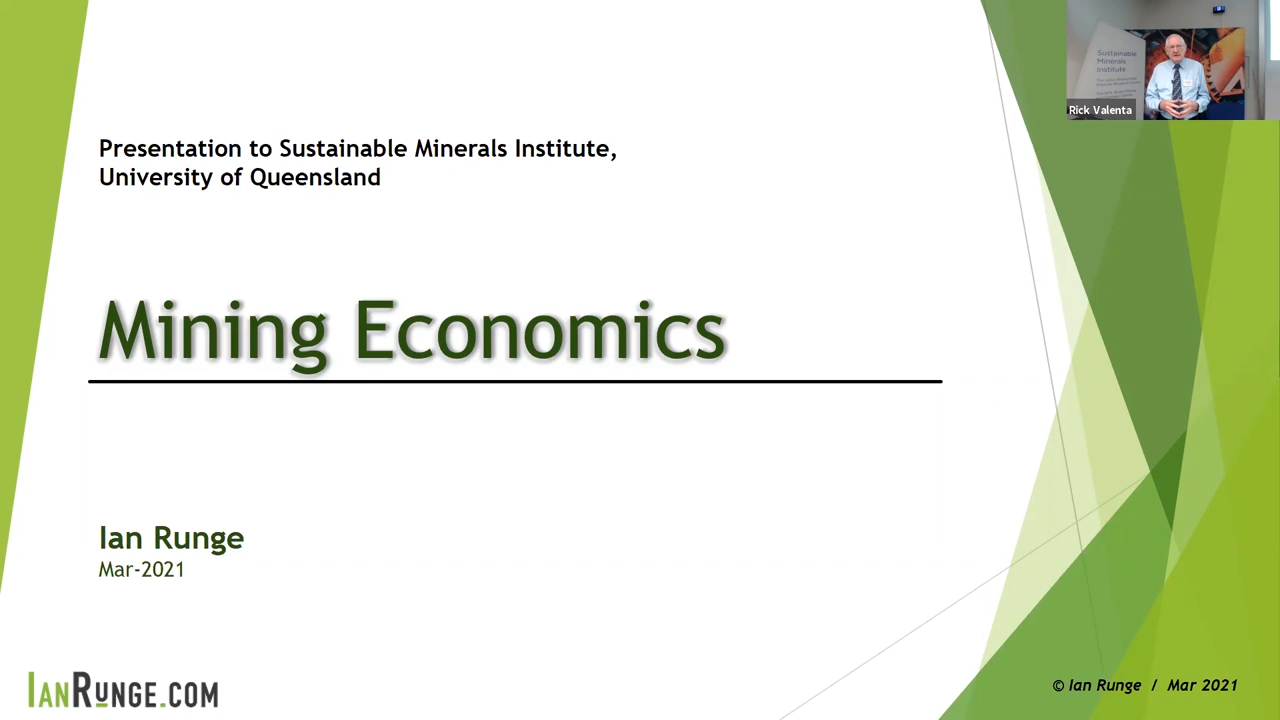 Presentation to Sustainable Minerals Institute,
University of Queensland
Mining Economics
Ian Runge
Mar-2021
IANRUNGE.COM
© Ian Runge / Mar 2021
Sustainable
Minerals
Institute
Rick Valenta